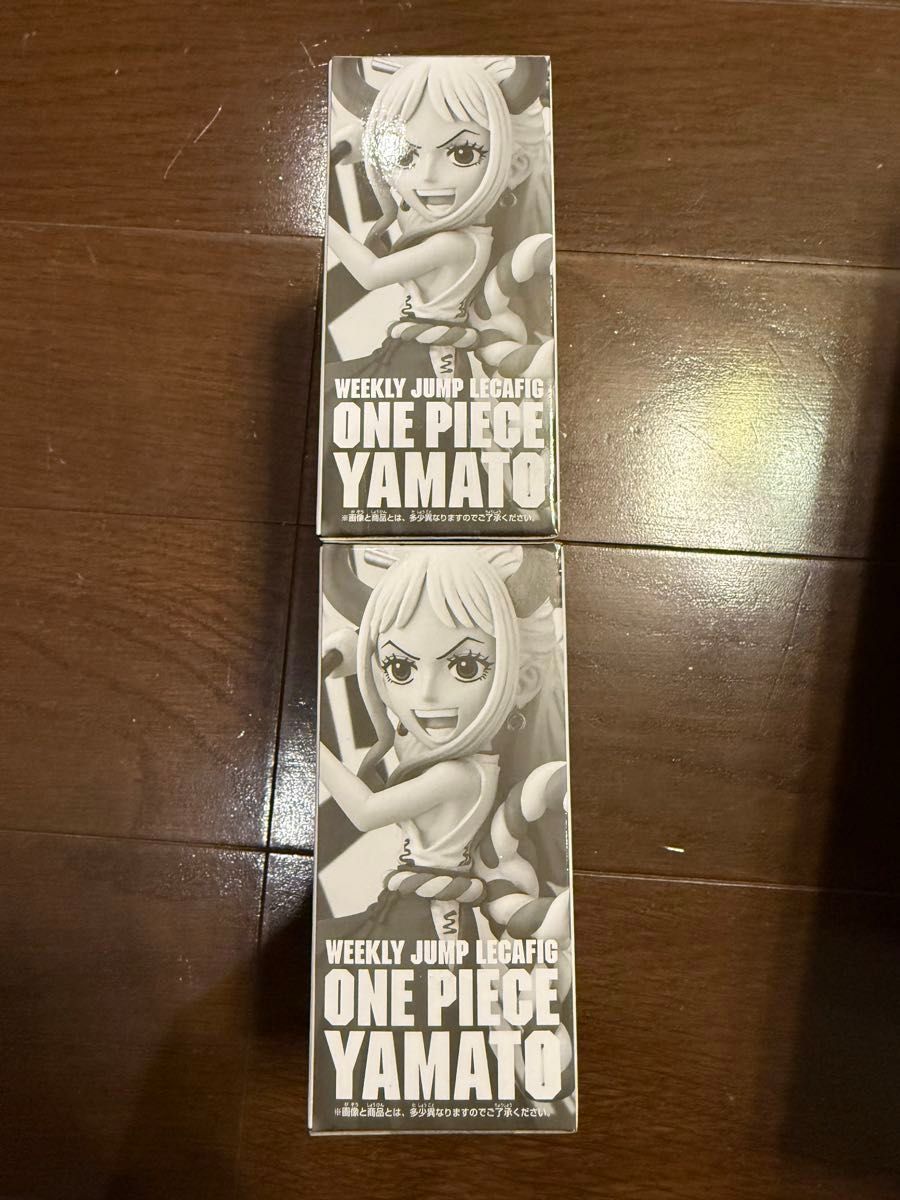 WEEKLY JUMP LECAFIG
ONE PIECE
YAMATO
※画像と商品とは、多少異なりますのでご了承ください。
WEEKLY JUMP LECAFIG
ONE PIECE
YAMATO
※画像と商品とは、多少異なりますのでご了承ください。